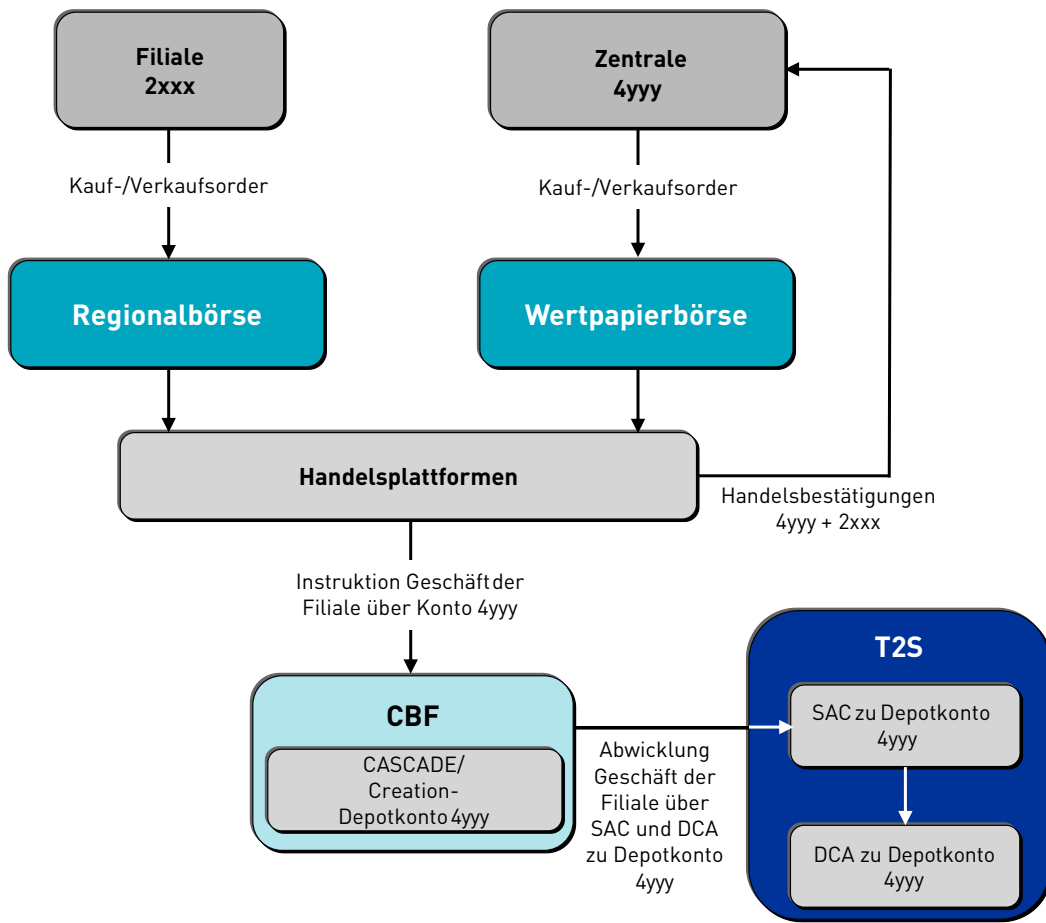 Filiale
2xxx
Zentrale
4yyy
Kauf-/Verkaufsorder
Kauf-/Verkaufsorder
Regionalbörse
Wertpapierbörse
Handelsplattformen
Handelsbestätigungen
4yyy + 2xxx
Instruktion Geschäft der
Filiale über Konto 4yyy
CBF
CASCADE/
Creation-
Depotkonto 4yyy
Abwicklung
Geschäft der
Filiale über
SAC und DCA
zu Depotkonto
4yyy
T2S
SAC zu Depotkonto
4yyy
DCA zu Depotkonto
4yyy